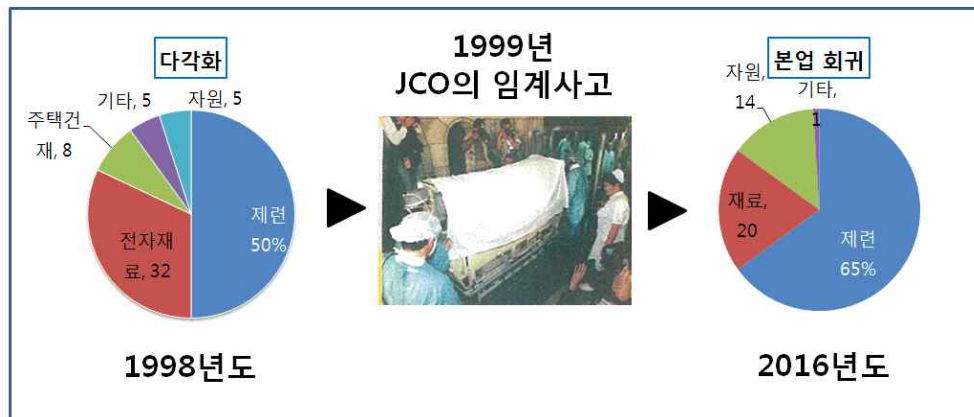 다각화
기타, 5
자원, 5
주택건
재, 8
전자재
료, 32
제련
50%
1998년도
1999년
JCO의 임계사고
본업 회귀
자원,
14
기타,
1
재료,
20
제련
65%
2016년도